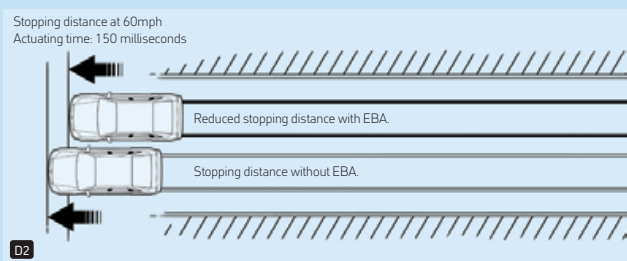 Stopping distance at 60mph
Actuating time: 150 milliseconds
Reduced stopping distance with EBA.
Stopping distance without EBA.
D2